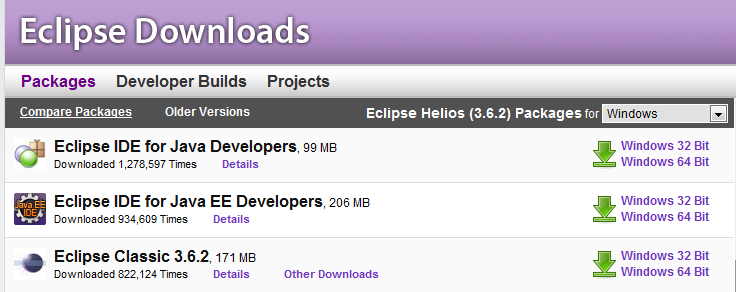 Eclipse Downloads
Packages Developer Builds Projects
Compare Packages Older Versions Eclipse Helios (3.6.2) Packages for Windows
Eclipse IDE for Java Developers, 99 MB
Downloaded 1,278,597 Times Details
Windows 32 Bit
Windows 64 Bit
Java EE
IDE
Eclipse IDE for Java EE Developers, 206 MB
Downloaded 934,609 Times Details
Windows 32 Bit
Windows 64 Bit
Eclipse Classic 3.6.2, 171 MB
Downloaded 822,124 Times Details Other Downloads
Windows 32 Bit
Windows 64 Bit